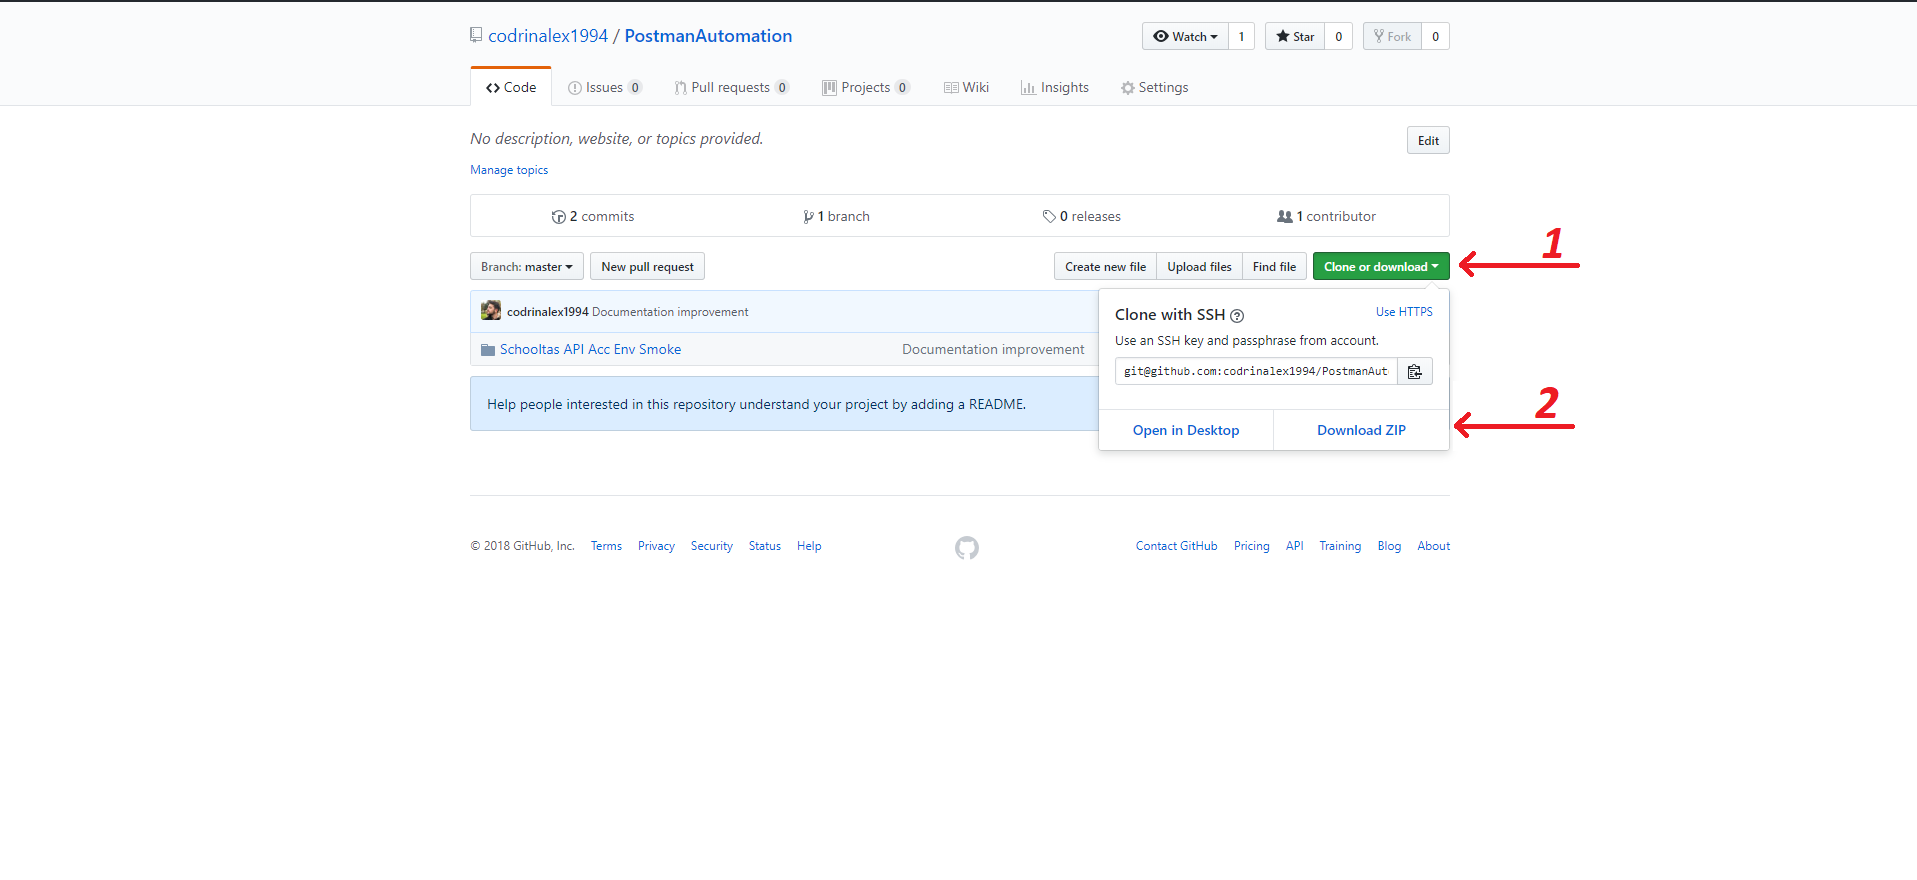 codrinalex1994 / PostmanAutomation
Watch 1 Star 0 Fork 0
Code Issues 0 Pull requests 0 Projects 0 Wiki Insights Settings
No description, website, or topics provided.
Edit
Manage topics
2 commits 1 branch 0 releases 1 contributor
1
Branch: master New pull request Create new file Upload files Find file Clone or download
codrinalex1994 Documentation improvement
Schooltas API Acc Env Smoke Documentation improvement
Help people interested in this repository understand your project by adding a README.
Clone with SSH Use HTTPS
Use an SSH key and passphrase from account.
git@github.com:codrinalex1994/PostmanAut
2
Open in Desktop Download ZIP
© 2018 GitHub, Inc. Terms Privacy Security Status Help Contact GitHub Pricing API Training Blog About